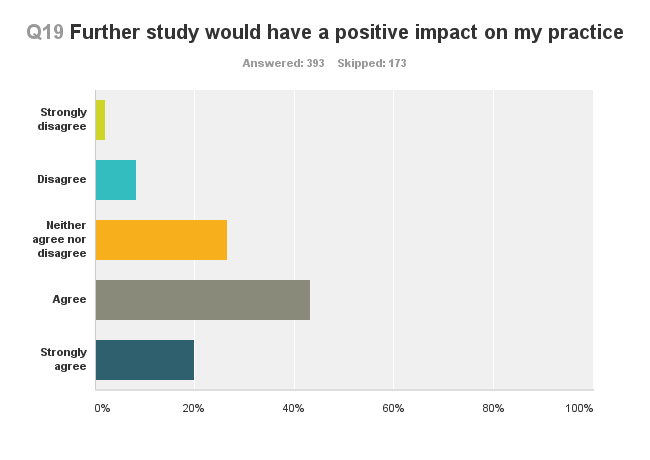 Q19 Further study would have a positive impact on my practice
Answered: 393 Skipped: 173
Strongly
disagree
Disagree
Neither
agree nor
disagree
Agree
Strongly
agree
0% 20% 40% 60% 80% 100%